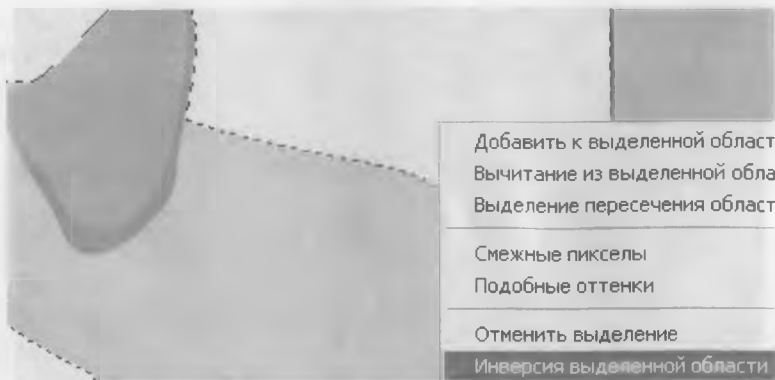 Добавить к выделенной област
Вычитание из выделенной обла
Выделение пересечения област
Смежные пикселы
Подобные оттенки
Отменить выделение
Инверсия выделенной области